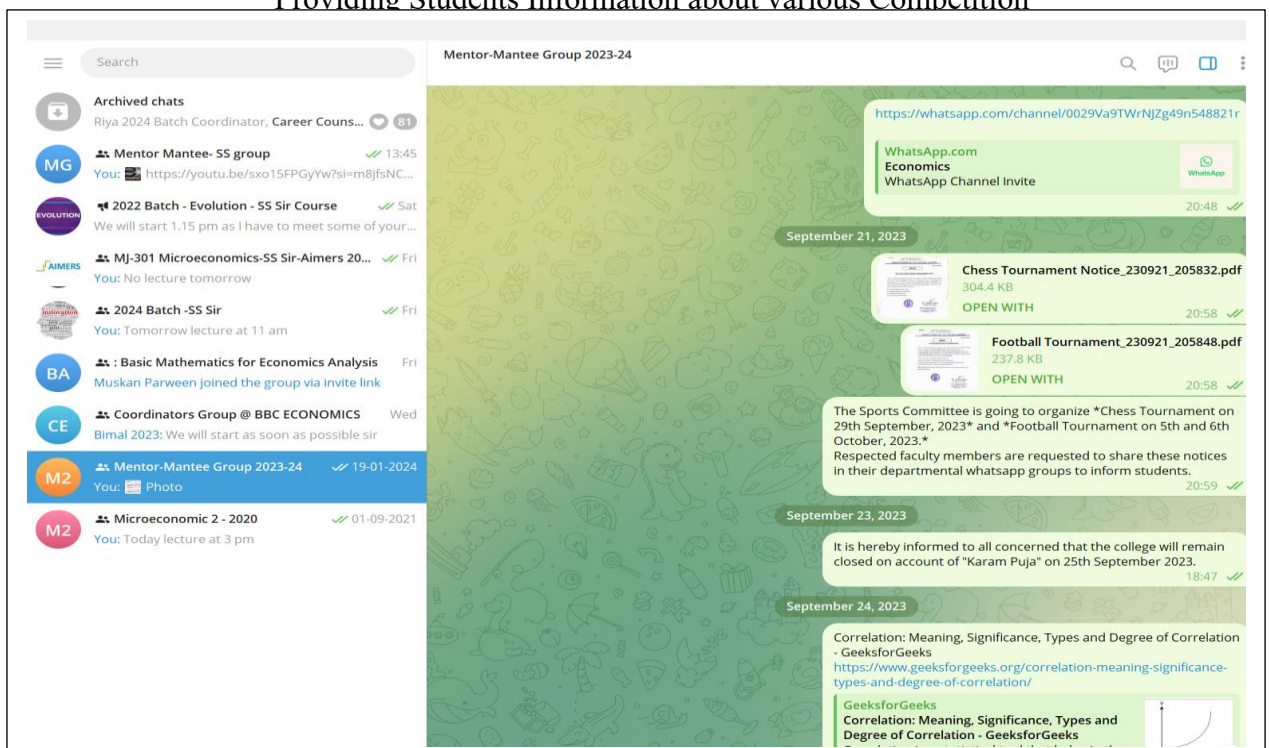 Providing Students Information about various Competition
Search
Archived chats
Riya 2024 Batch Coordinator, Career Couns... 81
MG
Mentor Mantee- SS group 13:45
You: https://youtu.be/sxo15FPGyYw?si=m8jfsNC...
EVOLUTION
2022 Batch - Evolution - SS Sir Course Sat
We will start 1.15 pm as I have to meet some of your...
AIMERS
MJ-301 Microeconomics-SS Sir-Aimers 20... Fri
You: No lecture tomorrow
innovation
2024 Batch -SS Sir Fri
You: Tomorrow lecture at 11 am
BA
: Basic Mathematics for Economics Analysis Fri
Muskan Parween joined the group via invite link
CE
Coordinators Group @ BBC ECONOMICS Wed
Bimal 2023: We will start as soon as possible sir
M2
Mentor-Mantee Group 2023-24 19-01-2024
You: Photo
M2
Microeconomic 2 - 2020 01-09-2021
You: Today lecture at 3 pm
Mentor-Mantee Group 2023-24
https://whatsapp.com/channel/0029Va9TWrNJZg49n548821r
WhatsApp.com
Economics
WhatsApp Channel Invite
WhatsApp
20:48
September 21, 2023
Chess Tournament Notice_230921_205832.pdf
304.4 KB
OPEN WITH
20:58
Football Tournament_230921_205848.pdf
237.8 KB
OPEN WITH
20:58
The Sports Committee is going to organize *Chess Tournament on
29th September, 2023* and *Football Tournament on 5th and 6th
October, 2023.*
Respected faculty members are requested to share these notices
in their departmental whatsapp groups to inform students.
20:59
September 23, 2023
It is hereby informed to all concerned that the college will remain
closed on account of "Karam Puja" on 25th September 2023.
18:47
September 24, 2023
Correlation: Meaning, Significance, Types and Degree of Correlation
- GeeksforGeeks
https://www.geeksforgeeks.org/correlation-meaning-significance-
types-and-degree-of-correlation/
GeeksforGeeks
Correlation: Meaning, Significance, Types and
Degree of Correlation - GeeksforGeeks